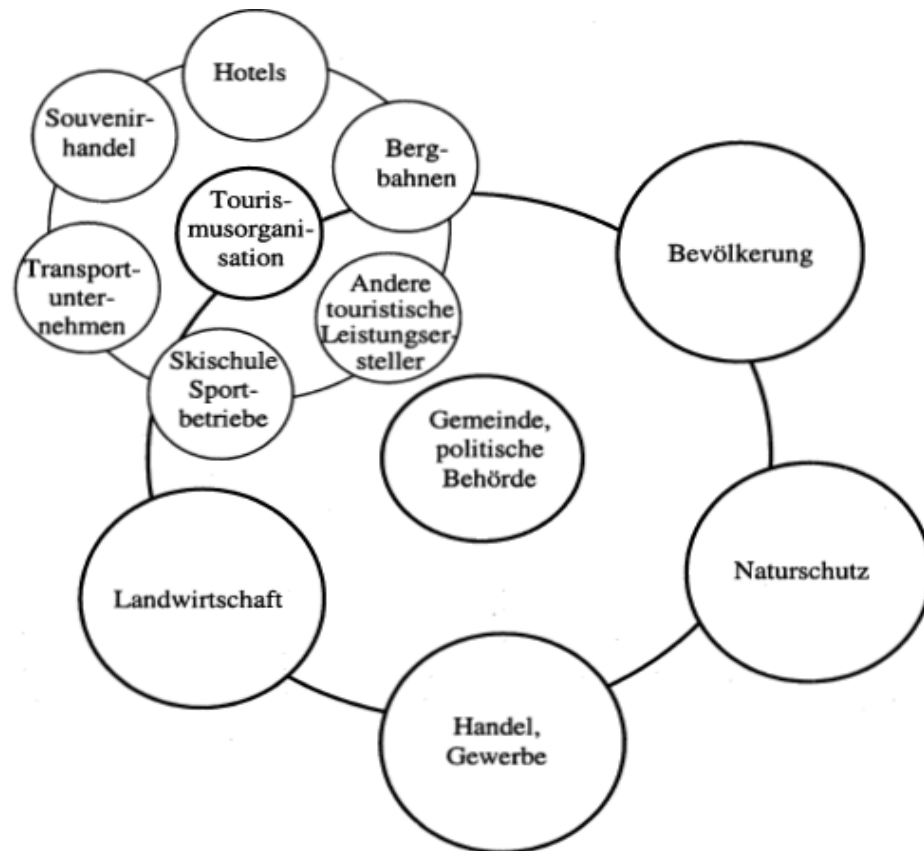 Hotels
Souvenir-
handel
Berg-
bahnen
Touris-
musorgani-
sation
Transport-
unter-
nehmen
Andere
touristische
Leistungser-
steller
Skischule
Sport-
betriebe
Bevölkerung
Gemeinde,
politische
Behörde
Naturschutz
Landwirtschaft
Handel,
Gewerbe